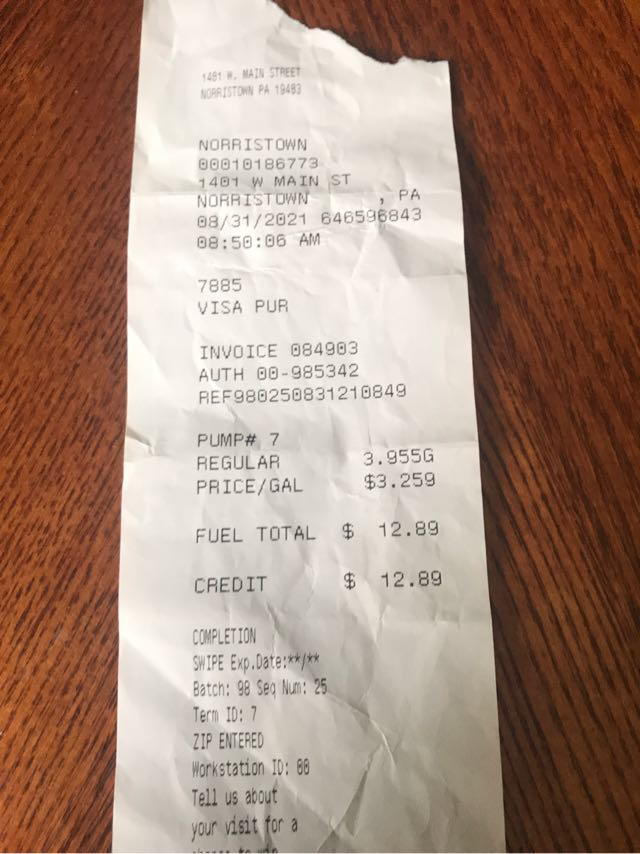 1401 W. MAIN STREET
NORRISTOWN PA 19403
NORRISTOWN
00010186773
1401 W MAIN ST
NORRISTOWN , PA
08/31/2021 646596843
08:50:06 AM
7885
VISA PUR
INVOICE 084903
AUTH 00-985342
REF980250831210849
PUMP# 7
REGULAR 3.955G
PRICE/GAL $3.259
FUEL TOTAL $ 12.89
CREDIT $ 12.89
COMPLETION
SWIPE Exp.Date:**/**
Batch: 98 Seq Num: 25
Term ID: 7
ZIP ENTERED
Workstation ID: 00
Tell us about
your visit for a
chance to win